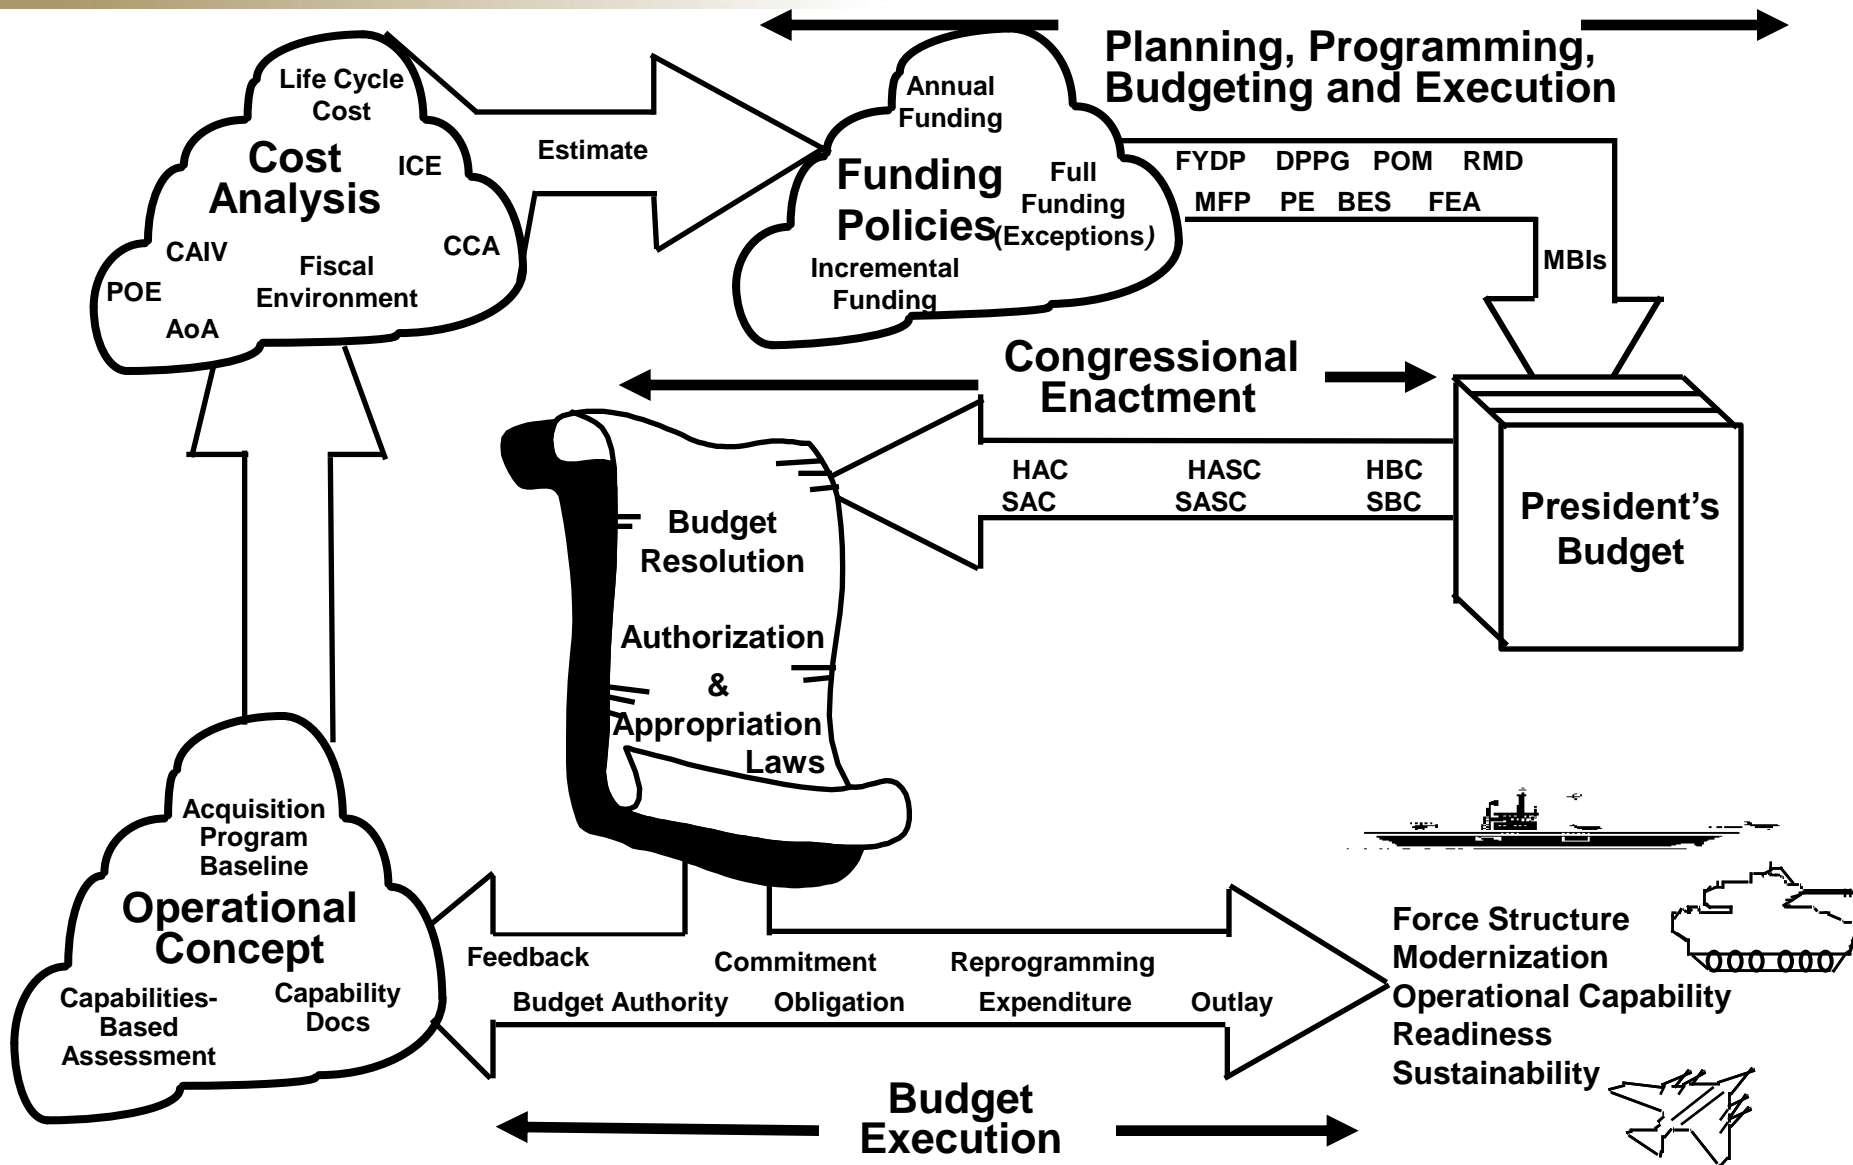 Planning, Programming,
Budgeting and Execution
Life Cycle
Cost
Cost
Analysis
ICE
CAIV
CCA
POE
Fiscal
Environment
AoA
Estimate
Annual
Funding
Funding
Policies
Full
Funding
(Exceptions)
Incremental
Funding
FYDP DPPG POM RMD
MFP PE BES FEA
MBIs
Congressional
Enactment
HAC HASC HBC
SAC SASC SBC
President’s
Budget
Budget
Resolution
Authorization
&
Appropriation
Laws
Acquisition
Program
Baseline
Operational
Concept
Capabilities-
Based
Assessment
Capability
Docs
Feedback Commitment Reprogramming
Budget Authority Obligation Expenditure Outlay
Force Structure
Modernization
Operational Capability
Readiness
Sustainability
Budget
Execution